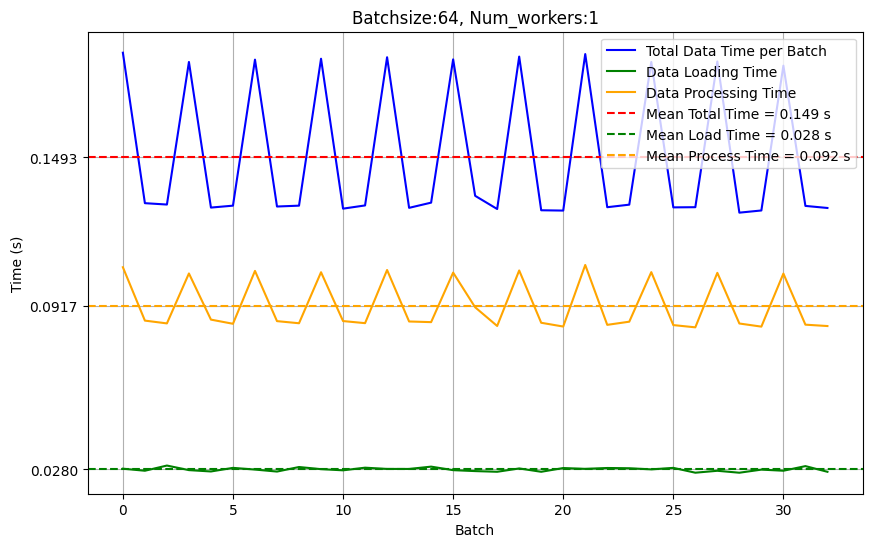 Batchsize:64, Num_workers:1
Total Data Time per Batch
Data Loading Time
Data Processing Time
Mean Total Time = 0.149 s
Mean Load Time = 0.028 s
Mean Process Time = 0.092 s
Time (s)
0.1493
0.0917
0.0280
0 5 10 15 20 25 30
Batch